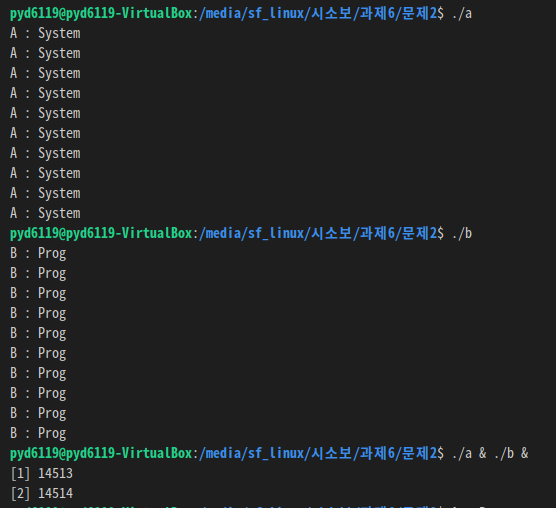 pyd6119@pyd6119-VirtualBox:/media/sf_linux/시소보/과제6/문제2$ ./a
A : System
A : System
A : System
A : System
A : System
A : System
A : System
A : System
A : System
A : System
pyd6119@pyd6119-VirtualBox:/media/sf_linux/시소보/과제6/문제2$ ./b
B : Prog
B : Prog
B : Prog
B : Prog
B : Prog
B : Prog
B : Prog
B : Prog
B : Prog
B : Prog
pyd6119@pyd6119-VirtualBox:/media/sf_linux/시소보/과제6/문제2$ ./a & ./b &
[1] 14513
[2] 14514